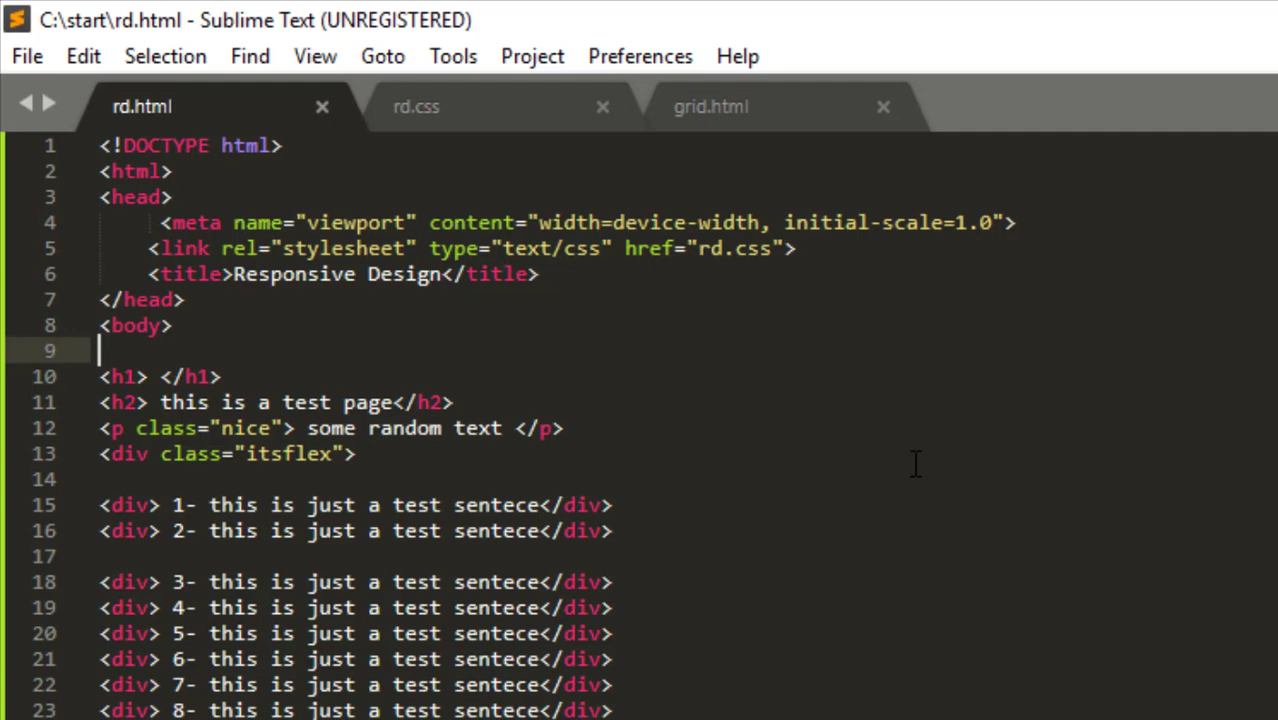 C:\start\rd.html - Sublime Text (UNREGISTERED)
File Edit Selection Find View Goto Tools Project Preferences Help
rd.html × rd.css × grid.html ×
1 <!DOCTYPE html>
2 <html>
3 <head>
4 <meta name="viewport" content="width=device-width, initial-scale=1.0">
5 <link rel="stylesheet" type="text/css" href="rd.css">
6 <title>Responsive Design</title>
7 </head>
8 <body>
9
10 <h1> </h1>
11 <h2> this is a test page</h2>
12 <p class="nice"> some random text </p>
13 <div class="itsflex">
14
15 <div> 1- this is just a test sentece</div>
16 <div> 2- this is just a test sentece</div>
17
18 <div> 3- this is just a test sentece</div>
19 <div> 4- this is just a test sentece</div>
20 <div> 5- this is just a test sentece</div>
21 <div> 6- this is just a test sentece</div>
22 <div> 7- this is just a test sentece</div>
23 <div> 8- this is just a test sentece</div>